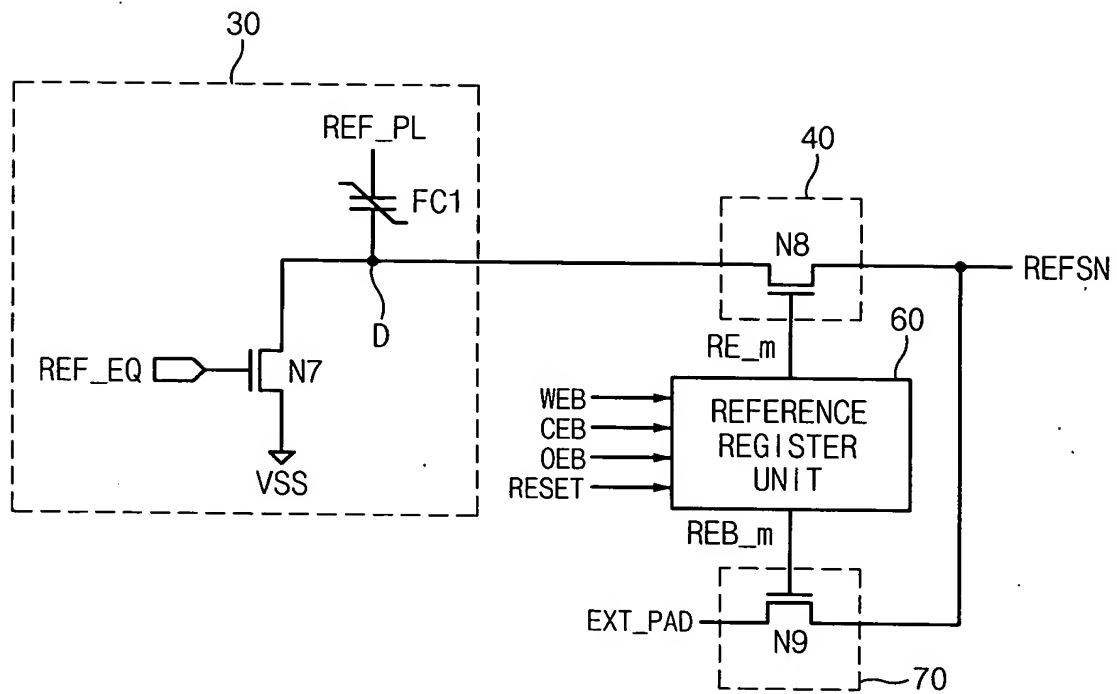 30
REF_PL
FC1
40
N8
REFSN
D
REF_EQ
N7
VSS
RE_m
60
WEB
CEB
OEB
RESET
REFERENCE
REGISTER
UNIT
REB_m
EXT_PAD
N9
70